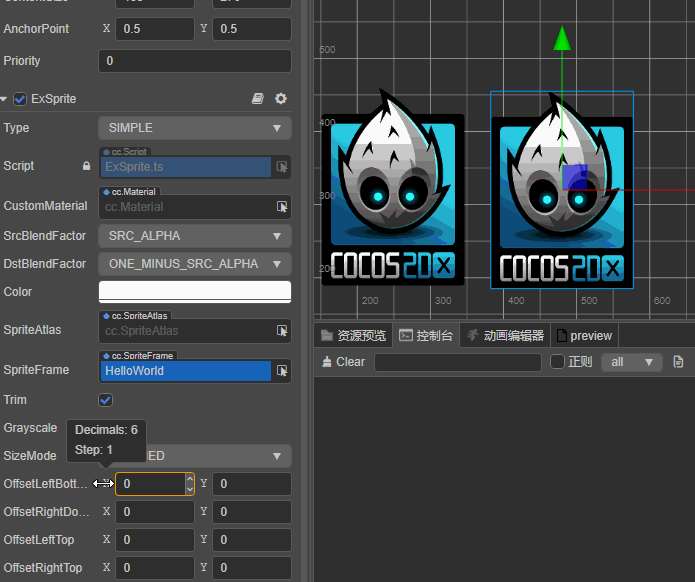 AnchorPoint X 0.5 Y 0.5
Priority 0
ExSprite
Type SIMPLE
cc.Script
Script ExSprite.ts
cc.Material
CustomMaterial cc.Material
SrcBlendFactor SRC_ALPHA
DstBlendFactor ONE_MINUS_SRC_ALPHA
Color
cc.SpriteAtlas
SpriteAtlas cc.SpriteAtlas
cc.SpriteFrame
SpriteFrame HelloWorld
Trim
Grayscale
Decimals: 6
Step: 1
SizeMode ED
OffsetLeftBott... 0 Y 0
OffsetRightDo... X 0 Y 0
OffsetLeftTop X 0 Y 0
OffsetRightTop X 0 Y 0
500
400
300
200
COCOS 2D X
COCOS 2D X
200 300 400 500 600
资源预览 控制台 动画编辑器 preview
Clear 正则 all